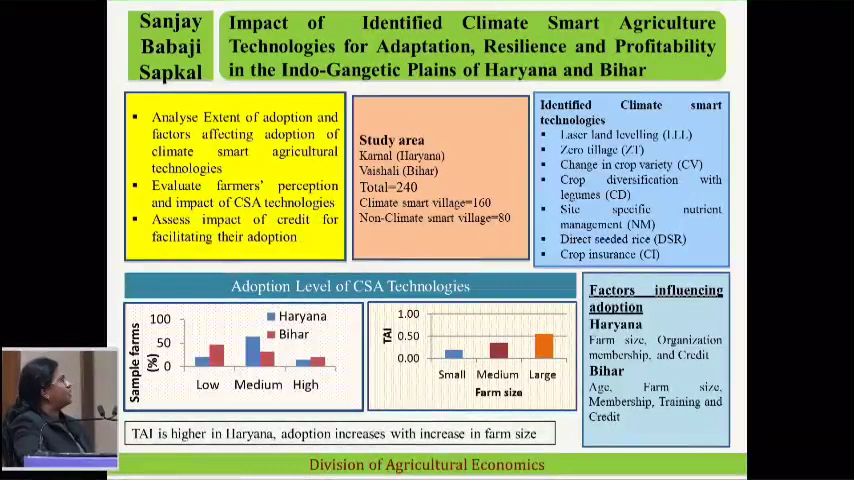 Sanjay
Babaji
Sapkal
Impact of Identified Climate Smart Agriculture
Technologies for Adaptation, Resilience and Profitability
in the Indo-Gangetic Plains of Haryana and Bihar
▪ Analyse Extent of adoption and
factors affecting adoption of
climate smart agricultural
technologies
▪ Evaluate farmers' perception
and impact of CSA technologies
▪ Assess impact of credit for
facilitating their adoption
Study area
Karnal (Haryana)
Vaishali (Bihar)
Total=240
Climate smart village=160
Non-Climate smart village=80
Identified Climate smart
technologies
▪ Laser land levelling (LLL)
▪ Zero tillage (ZT)
▪ Change in crop variety (CV)
▪ Crop diversification with
legumes (CD)
▪ Site specific nutrient
management (NM)
▪ Direct seeded rice (DSR)
▪ Crop insurance (CI)
Adoption Level of CSA Technologies
Sample farms
(%)
100
50
0
Haryana
Bihar
Low Medium High
TAI
1.00
0.50
0.00
Small Medium Large
Farm size
Factors influencing
adoption
Haryana
Farm size, Organization
membership, and Credit
Bihar
Age, Farm size,
Membership, Training and
Credit
TAI is higher in Haryana, adoption increases with increase in farm size
Division of Agricultural Economics